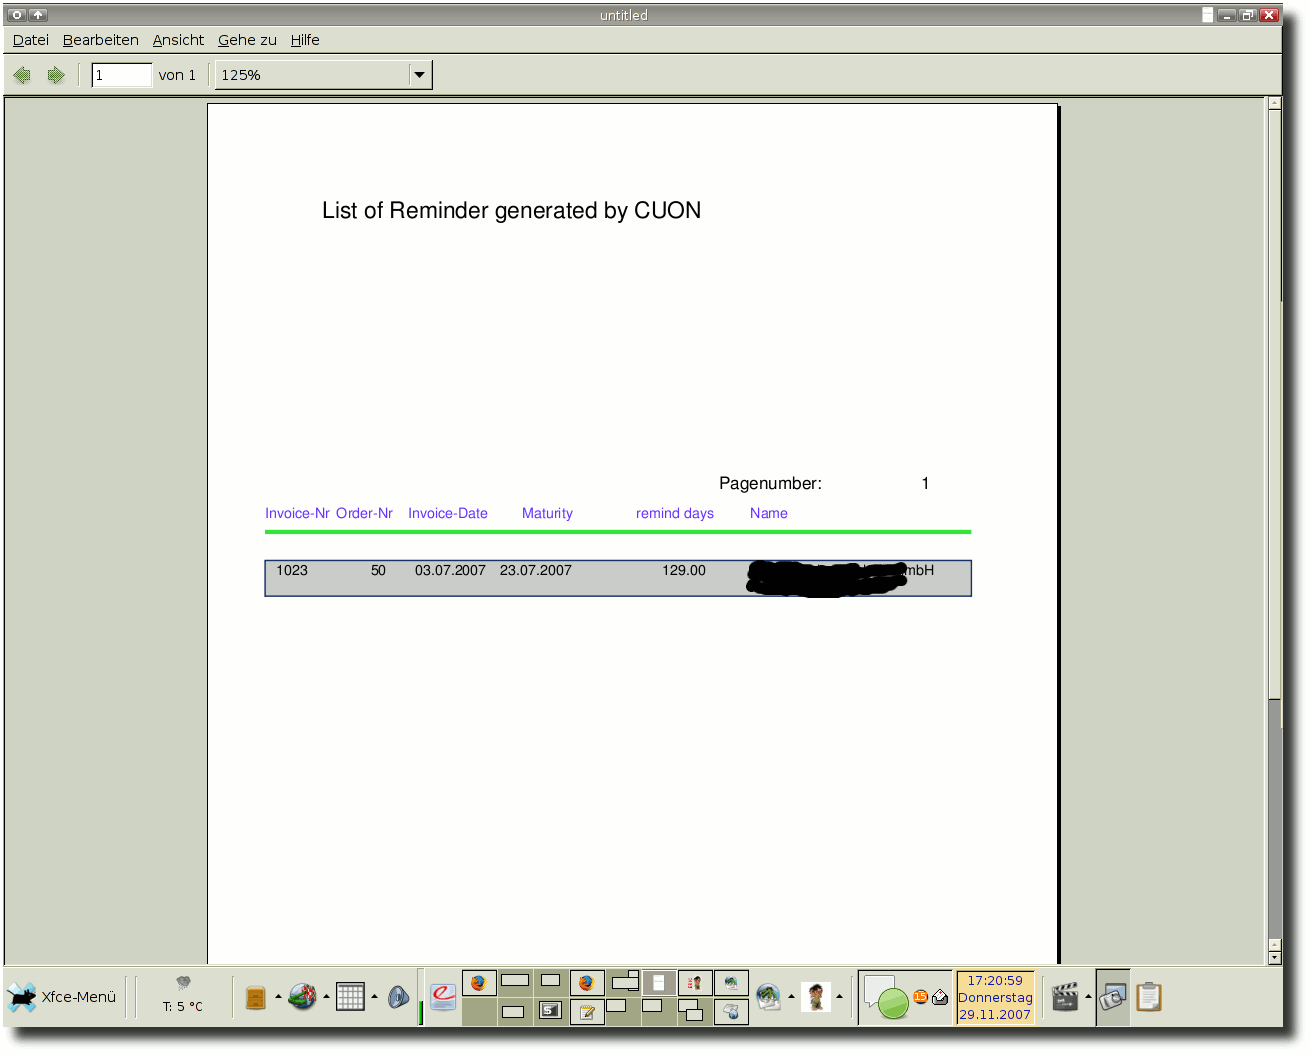 untitled
Datei Bearbeiten Ansicht Gehe zu Hilfe
1 von 1 125%
List of Reminder generated by CUON
Pagenumber: 1
Invoice-Nr Order-Nr Invoice-Date Maturity remind days Name
1023 50 03.07.2007 23.07.2007 129.00 mbH
Xfce-Menü T: 5 °C 15 17:20:59
Donnerstag
29.11.2007